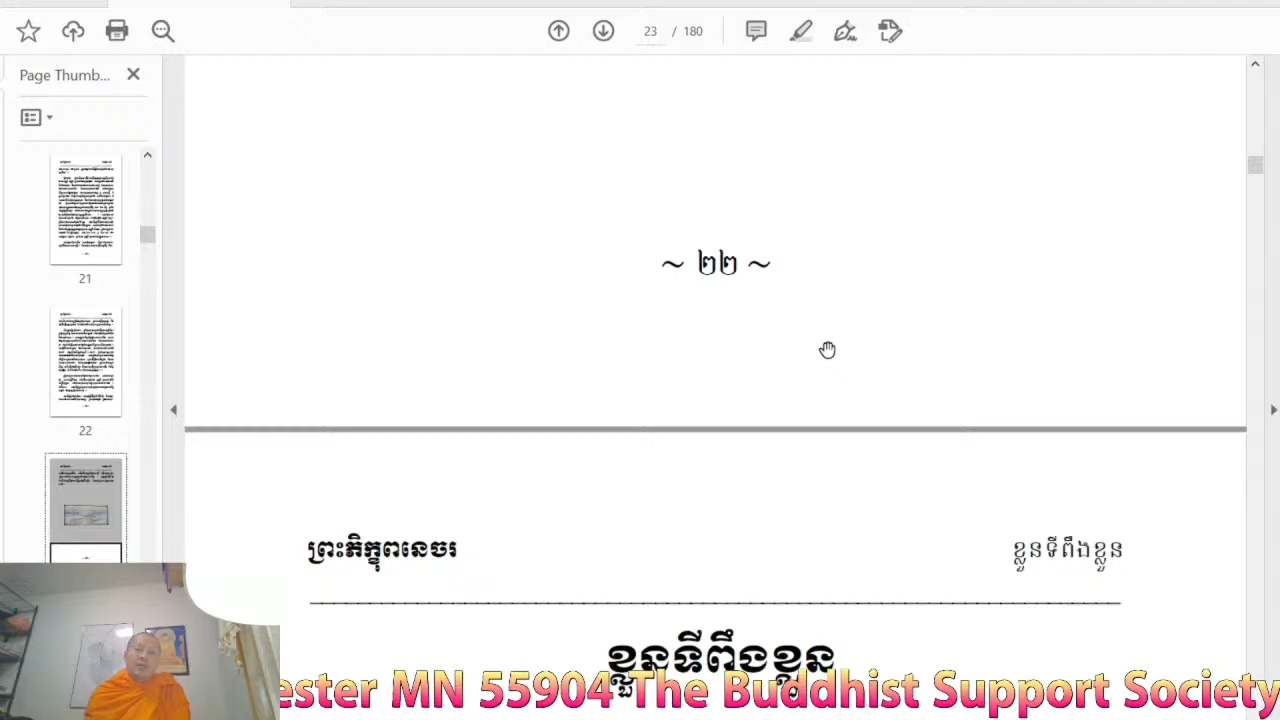 23 / 180
Page Thumb...
21
22
~ ២២ ~
ព្រះភិក្ខុពនេចរ
ខ្លួនទីពឹងខ្លួន
ខ្លួនទីពឹងខ្លួន
ester MN 55904 The Buddhist Support Society